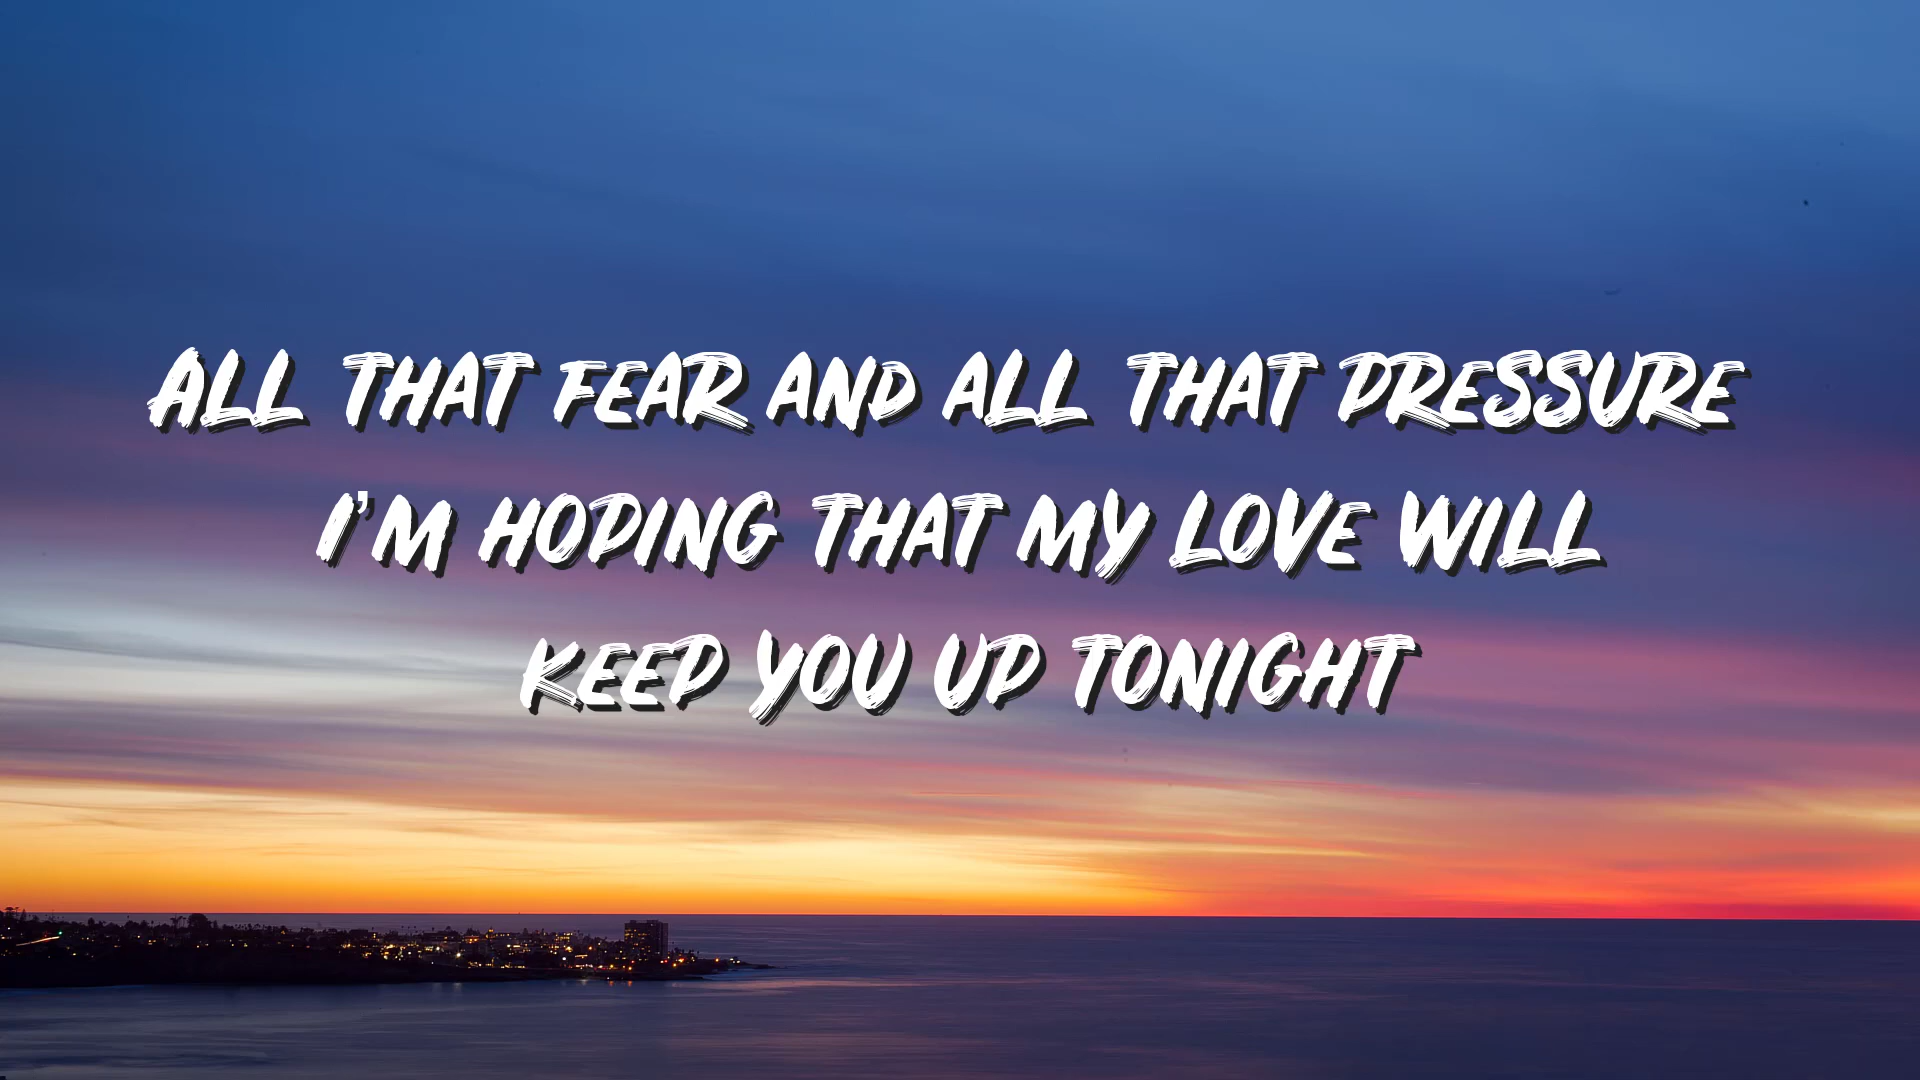 ALL THAT FEAR AND ALL THAT PRESSURE
I'M HOPING THAT MY LOVE WILL
KEEP YOU UP TONIGHT